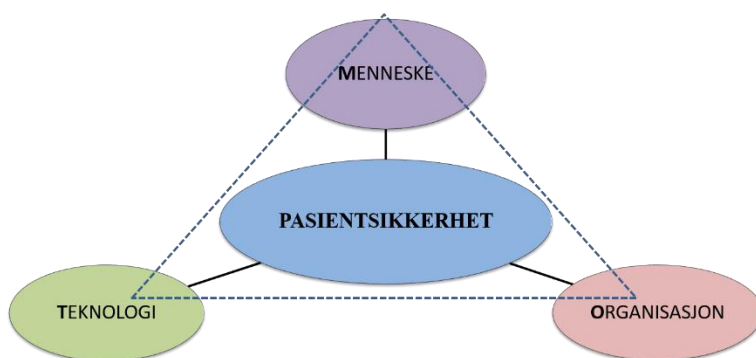 MENNESKE
PASIENTSIKKERHET
TEKNOLOGI
ORGANISASJON